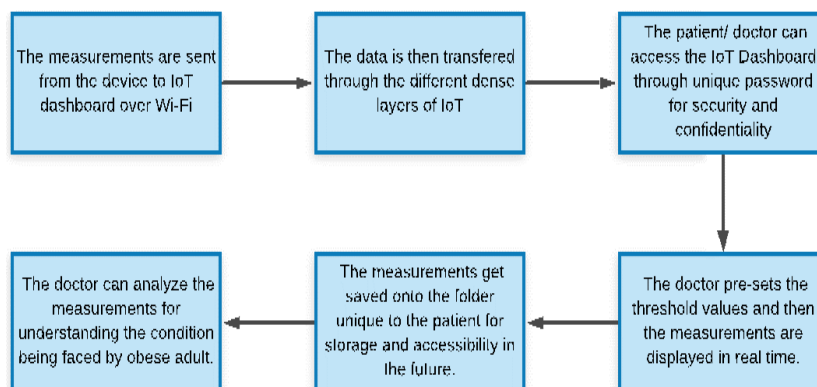 The measurements are sent
from the device to IoT
dashboard over Wi-Fi
The data is then transfered
through the different dense
layers of IoT
The patient/ doctor can
access the IoT Dashboard
through unique password
for security and
confidentiality
The doctor pre-sets the
threshold values and then
the measurements are
displayed in real time.
The measurements get
saved onto the folder
unique to the patient for
storage and accessibility in
the future.
The doctor can analyze the
measurements for
understanding the condition
being faced by obese adult.